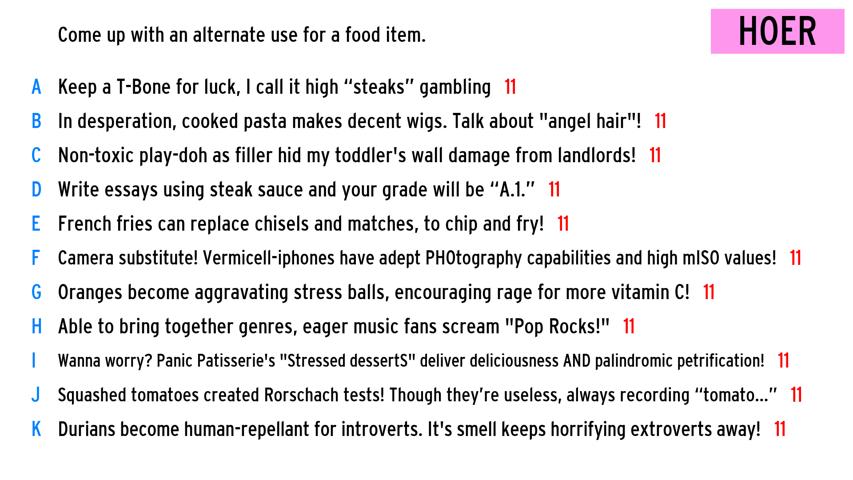 Come up with an alternate use for a food item.
HOER
A Keep a T-Bone for luck, I call it high “steaks” gambling 11
B In desperation, cooked pasta makes decent wigs. Talk about "angel hair"! 11
C Non-toxic play-doh as filler hid my toddler's wall damage from landlords! 11
D Write essays using steak sauce and your grade will be “A.1.” 11
E French fries can replace chisels and matches, to chip and fry! 11
F Camera substitute! Vermicell-iphones have adept PHOtography capabilities and high mISO values! 11
G Oranges become aggravating stress balls, encouraging rage for more vitamin C! 11
H Able to bring together genres, eager music fans scream "Pop Rocks!" 11
I Wanna worry? Panic Patisserie's "Stressed dessertS" deliver deliciousness AND palindromic petrification! 11
J Squashed tomatoes created Rorschach tests! Though they’re useless, always recording “tomato...” 11
K Durians become human-repellant for introverts. It's smell keeps horrifying extroverts away! 11